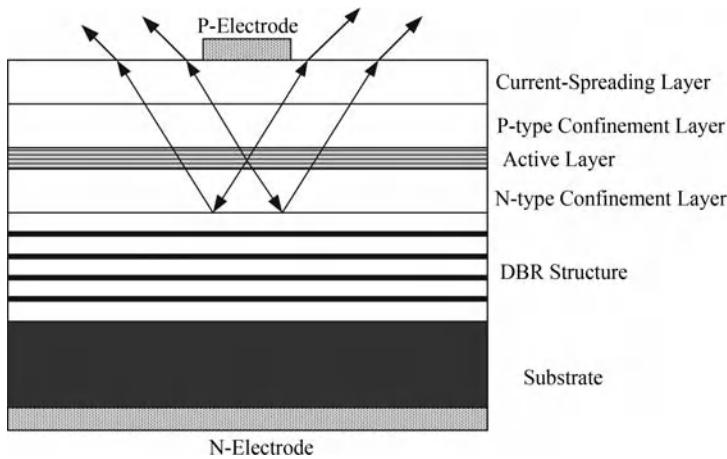 P-Electrode
Current-Spreading Layer
P-type Confinement Layer
Active Layer
N-type Confinement Layer
DBR Structure
Substrate
N-Electrode